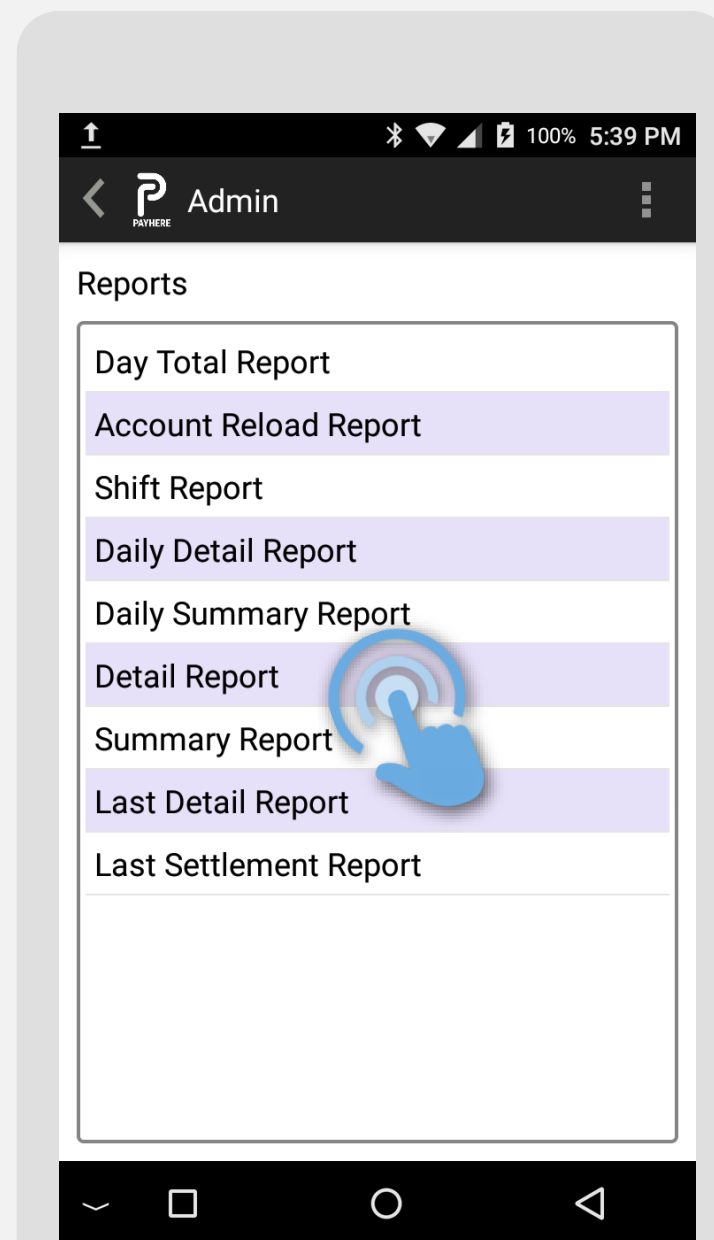 100% 5:39 PM
PAYHERE
Admin
Reports
Day Total Report
Account Reload Report
Shift Report
Daily Detail Report
Daily Summary Report
Detail Report
Summary Report
Last Detail Report
Last Settlement Report